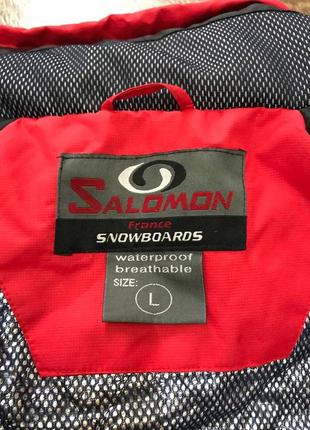 SALOMON
France
SNOWBOARDS
waterproof
breathable
SIZE:
L